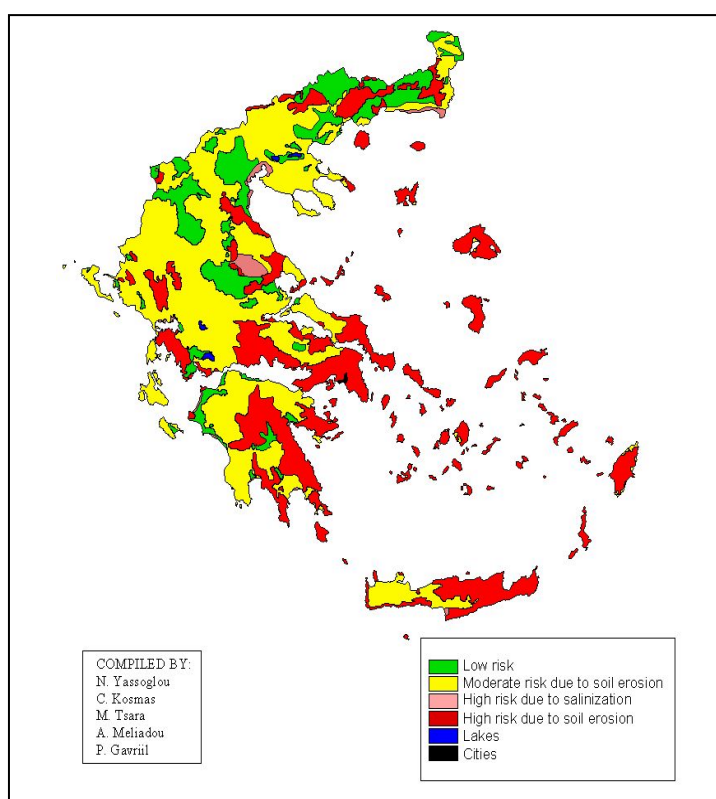 COMPILED BY:
N. Yassoglou
C. Kosmas
M. Tsara
A. Meliadou
P. Gavriil
Low risk
Moderate risk due to soil erosion
High risk due to salinization
High risk due to soil erosion
Lakes
Cities